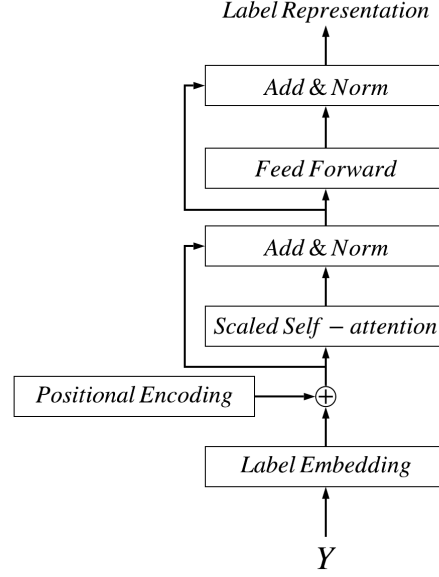 Label Representation
Add & Norm
Feed Forward
Add & Norm
Scaled Self – attention
Positional Encoding
Label Embedding
Y